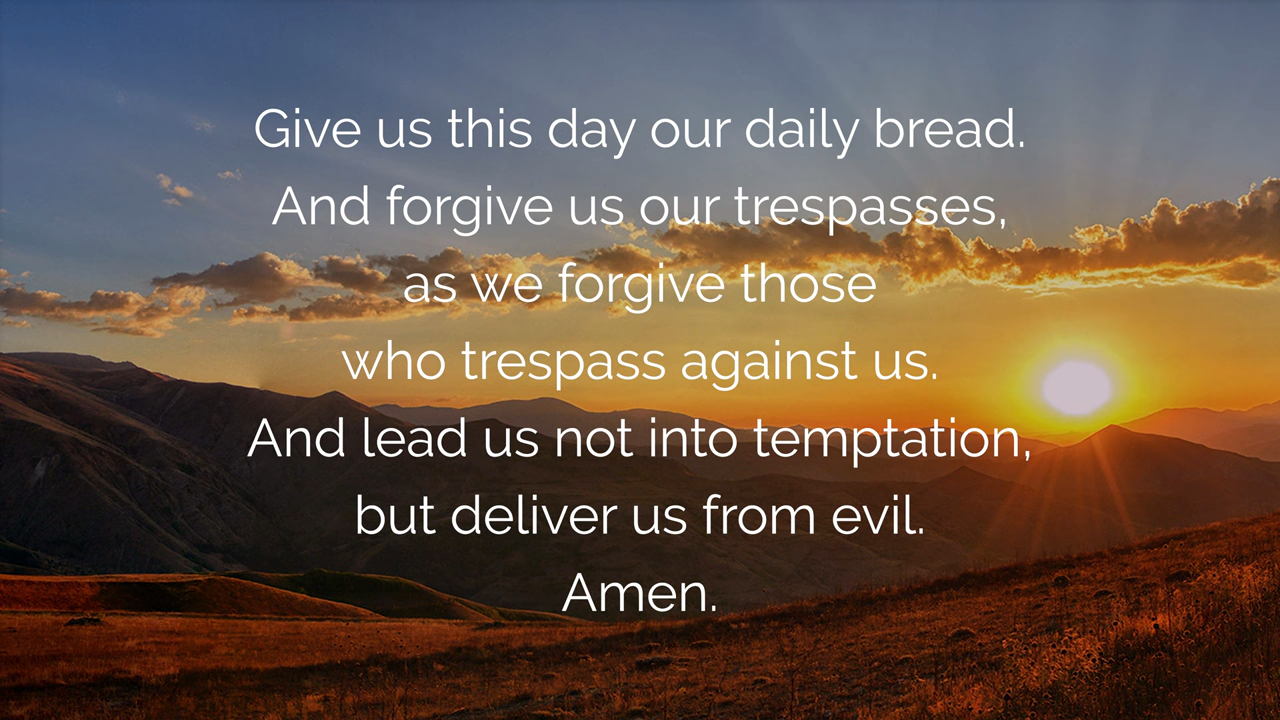 Give us this day our daily bread.
And forgive us our trespasses,
as we forgive those
who trespass against us.
And lead us not into temptation,
but deliver us from evil.
Amen.